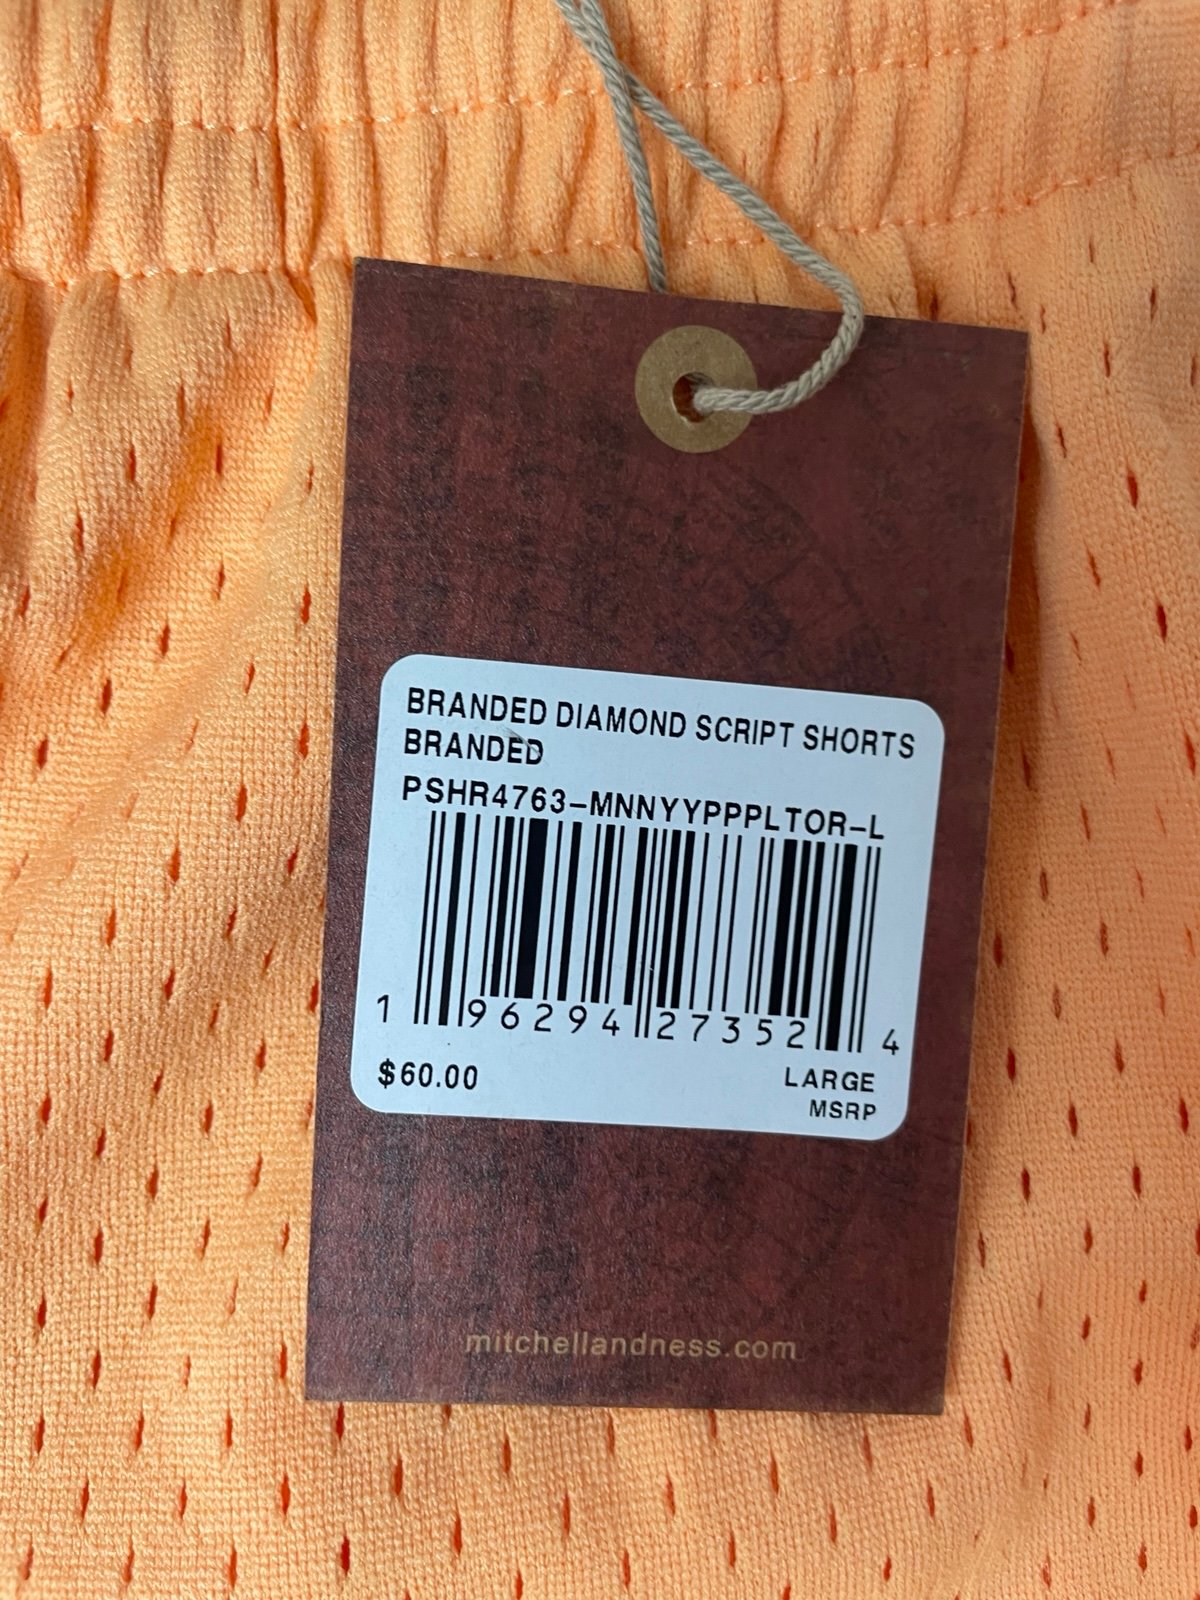 BRANDED DIAMOND SCRIPT SHORTS
BRANDED
PSHR4763-MNNYYPPPLTOR-L
1 96294 27352 4
$60.00 LARGE
MSRP
mitchellandness.com